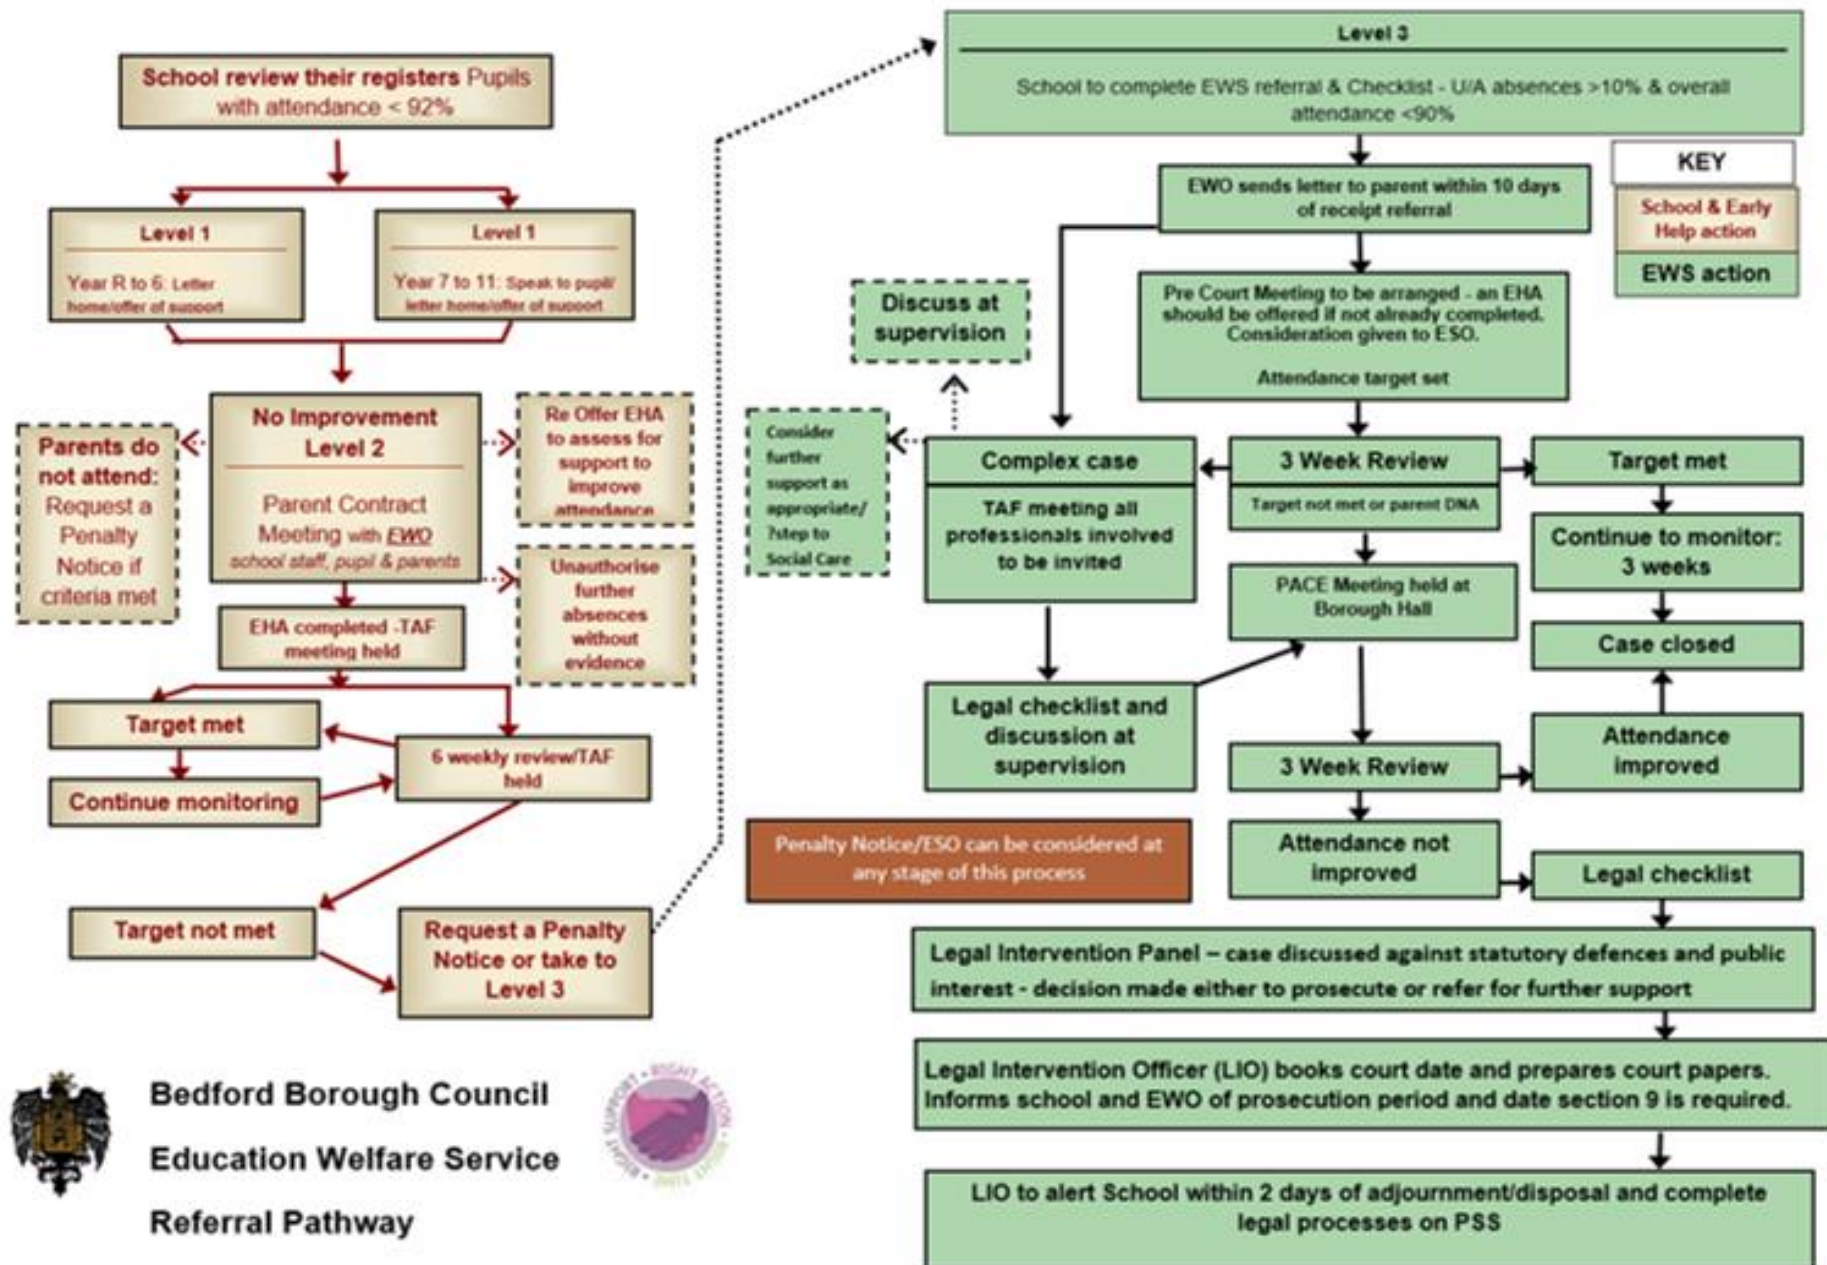 School review their registers Pupils
with attendance < 92%
Level 1
Year R to 6: Letter
home/offer of support
Level 1
Year 7 to 11: Speak to pupil/
letter home/offer of support
No Improvement
Level 2
Parent Contract
Meeting with EWO
school staff, pupil & parents
Parents do
not attend:
Request a
Penalty
Notice if
criteria met
Re Offer EHA
to assess for
support to
improve
attendance
Unauthorise
further
absences
without
evidence
EHA completed -TAF
meeting held
Target met
Continue monitoring
6 weekly review/TAF
held
Target not met
Request a Penalty
Notice or take to
Level 3
Bedford Borough Council
Education Welfare Service
Referral Pathway
RIGHT SUPPORT • RIGHT ACTION • RIGHT TIME •
Level 3
School to complete EWS referral & Checklist - U/A absences >10% & overall
attendance <90%
KEY
School & Early
Help action
EWS action
EWO sends letter to parent within 10 days
of receipt referral
Pre Court Meeting to be arranged - an EHA
should be offered if not already completed.
Consideration given to ESO.
Attendance target set
Discuss at
supervision
Consider
further
support as
appropriate/
?step to
Social Care
Complex case
TAF meeting all
professionals involved
to be invited
3 Week Review
Target not met or parent DNA
Target met
Continue to monitor:
3 weeks
PACE Meeting held at
Borough Hall
Case closed
Legal checklist and
discussion at
supervision
3 Week Review
Attendance
improved
Penalty Notice/ESO can be considered at
any stage of this process
Attendance not
improved
Legal checklist
Legal Intervention Panel – case discussed against statutory defences and public
interest - decision made either to prosecute or refer for further support
Legal Intervention Officer (LIO) books court date and prepares court papers.
Informs school and EWO of prosecution period and date section 9 is required.
LIO to alert School within 2 days of adjournment/disposal and complete
legal processes on PSS